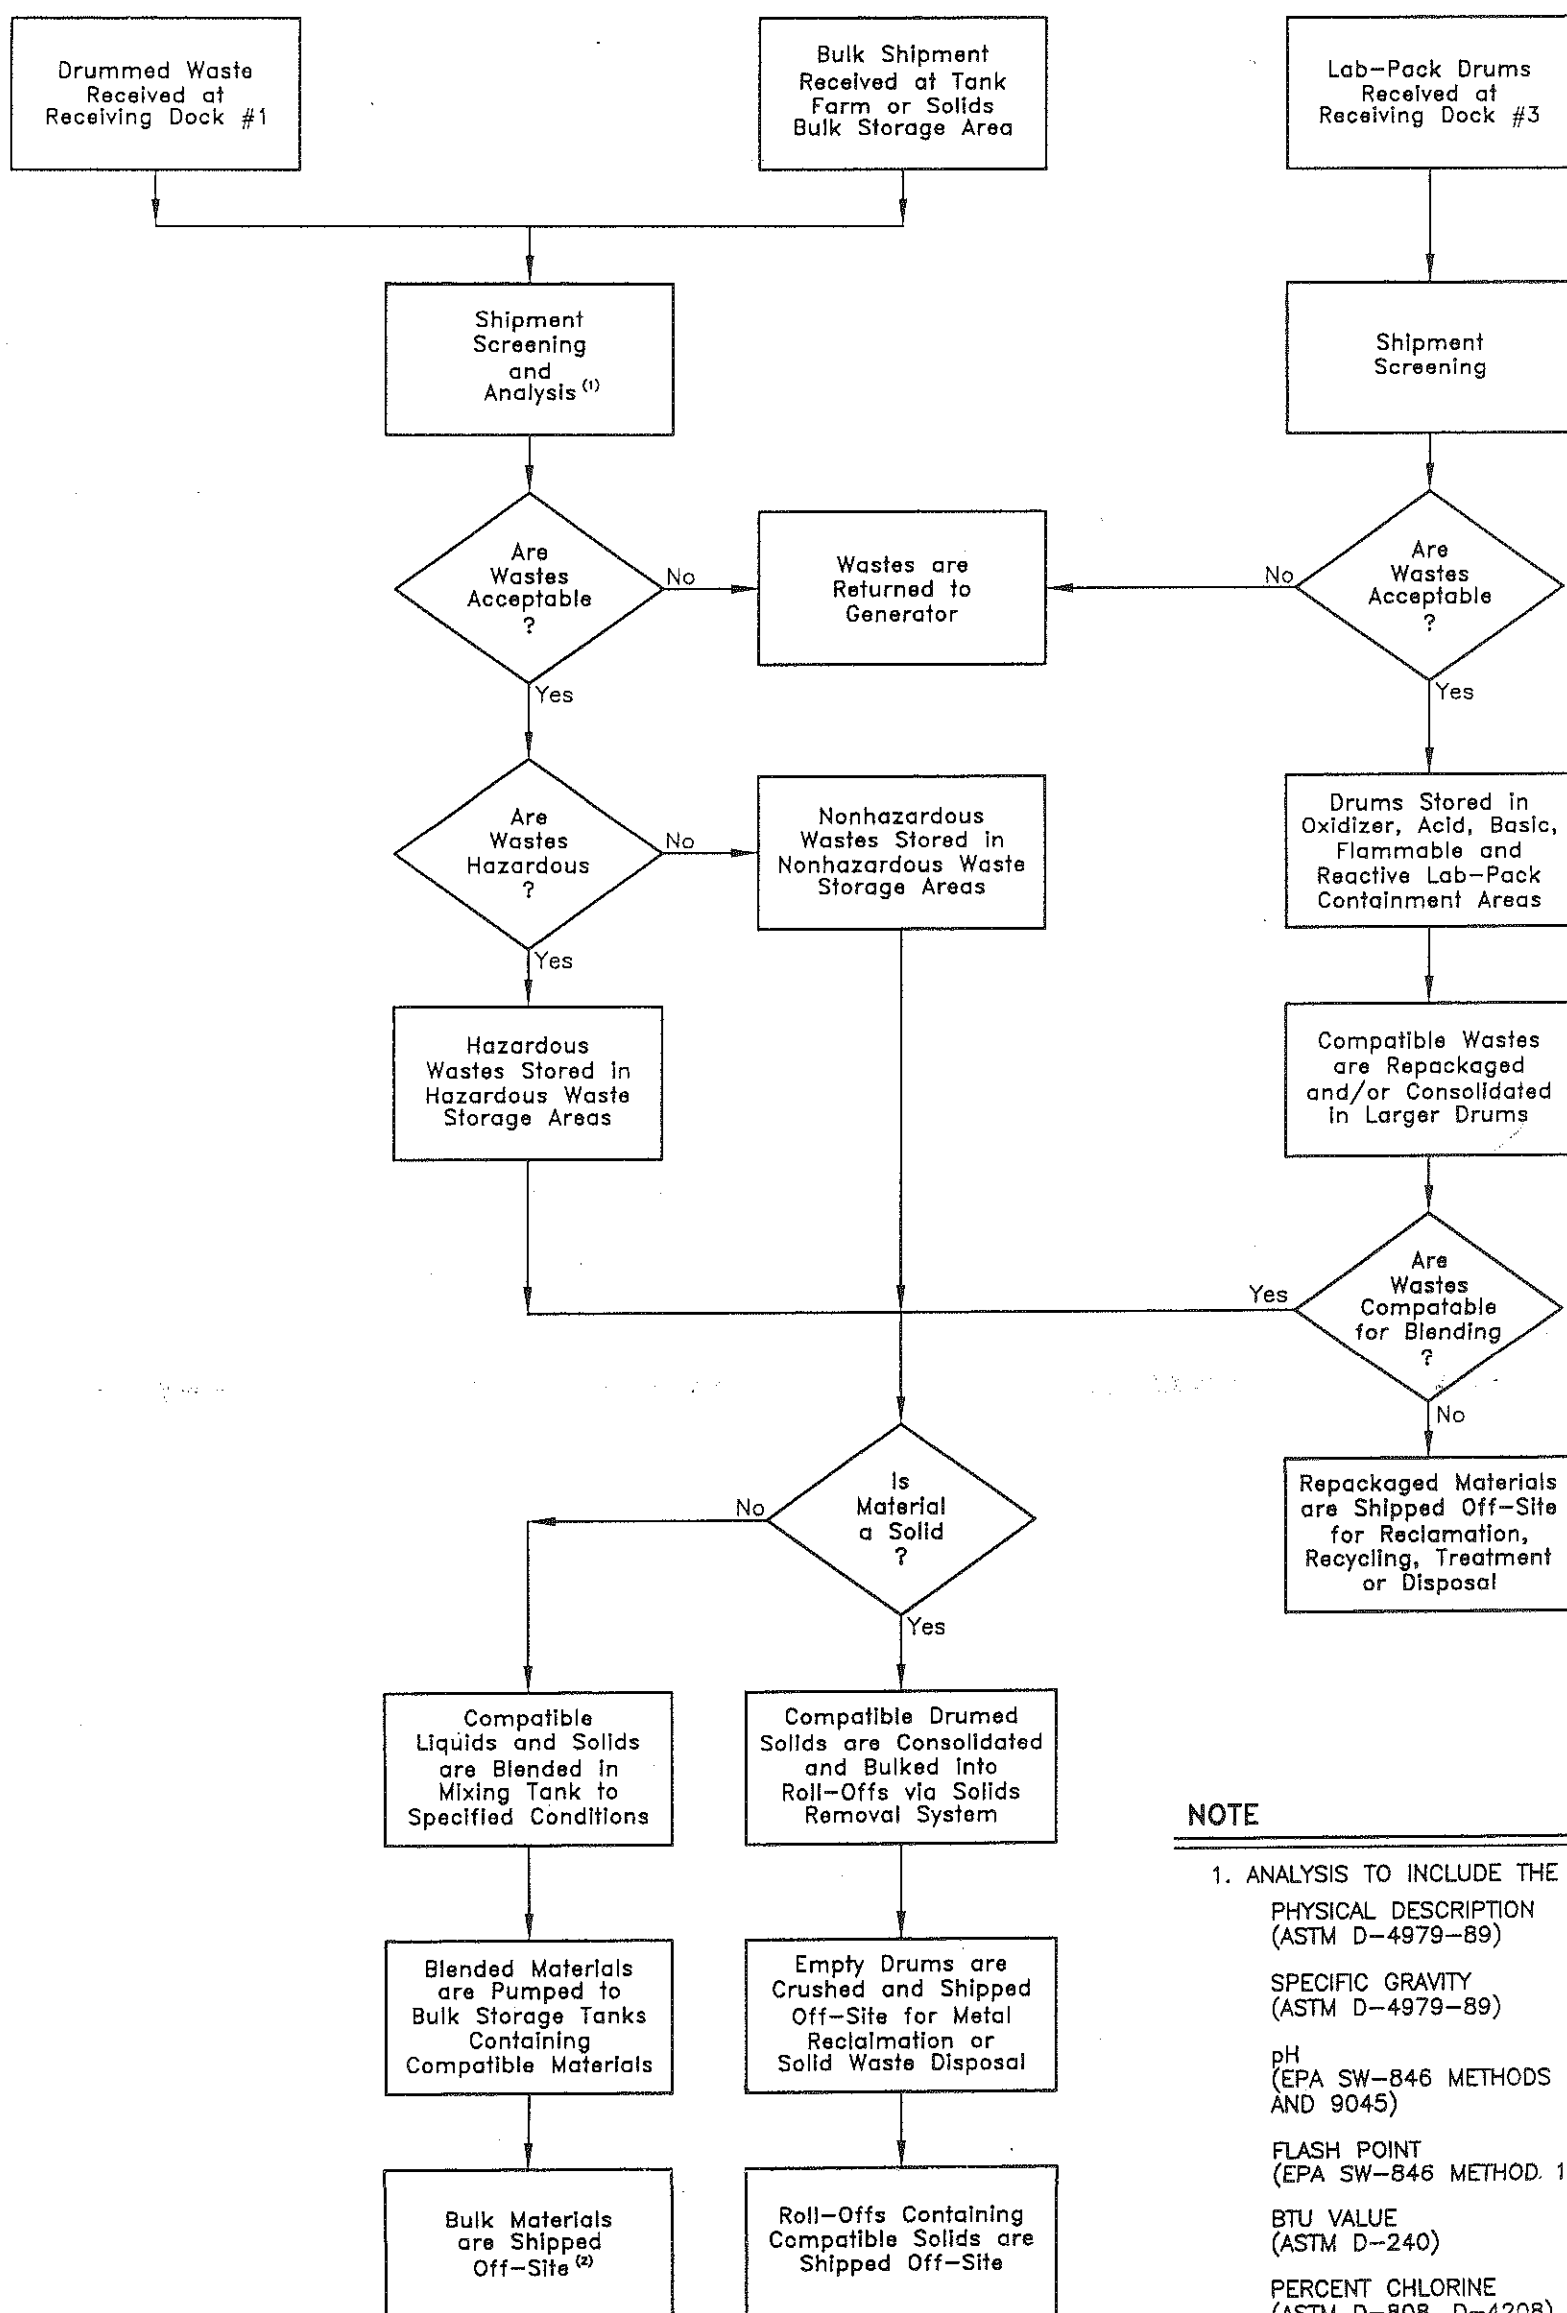 Drummed Waste
Received at
Receiving Dock #1
Bulk Shipment
Received at Tank
Farm or Solids
Bulk Storage Area
Lab-Pack Drums
Received at
Receiving Dock #3
Shipment
Screening
and
Analysis (1)
Shipment
Screening
Are
Wastes
Acceptable
?
No
Yes
Wastes are
Returned to
Generator
Are
Wastes
Acceptable
?
No
Yes
Are
Wastes
Hazardous
?
No
Yes
Nonhazardous
Wastes Stored in
Nonhazardous Waste
Storage Areas
Drums Stored in
Oxidizer, Acid, Basic,
Flammable and
Reactive Lab-Pack
Containment Areas
Hazardous
Wastes Stored in
Hazardous Waste
Storage Areas
Compatible Wastes
are Repackaged
and/or Consolidated
in Larger Drums
Are
Wastes
Compatable
for Blending
?
Yes
No
Is
Material
a Solid
?
No
Yes
Repackaged Materials
are Shipped Off-Site
for Reclamation,
Recycling, Treatment
or Disposal
Compatible
Liquids and Solids
are Blended in
Mixing Tank to
Specified Conditions
Compatible Drumed
Solids are Consolidated
and Bulked into
Roll-Offs via Solids
Removal System
Blended Materials
are Pumped to
Bulk Storage Tanks
Containing
Compatible Materials
Empty Drums are
Crushed and Shipped
Off-Site for Metal
Reclaimation or
Solid Waste Disposal
Bulk Materials
are Shipped
Off-Site (2)
Roll-Offs Containing
Compatible Solids are
Shipped Off-Site
NOTE
1. ANALYSIS TO INCLUDE THE
PHYSICAL DESCRIPTION
(ASTM D-4979-89)
SPECIFIC GRAVITY
(ASTM D-4979-89)
pH
(EPA SW-846 METHODS
AND 9045)
FLASH POINT
(EPA SW-846 METHOD. 1
BTU VALUE
(ASTM D-240)
PERCENT CHLORINE
(ASTM D-808, D-4208)